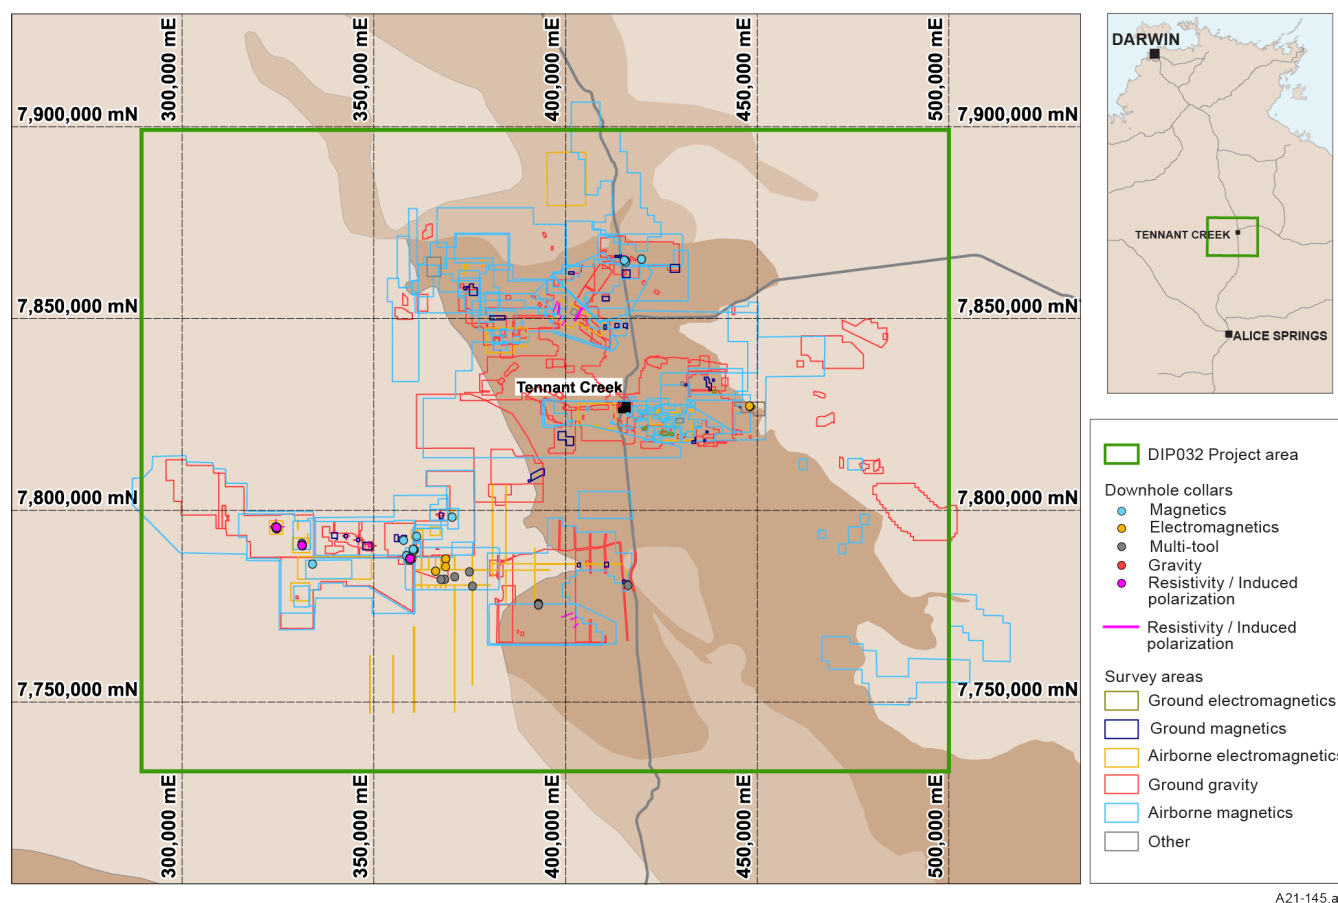 300,000 mE
350,000 mE
400,000 mE
450,000 mE
500,000 mE
7,900,000 mN
7,900,000 mN
7,850,000 mN
7,850,000 mN
Tennant Creek
7,800,000 mN
7,800,000 mN
7,750,000 mN
7,750,000 mN
300,000 mE
350,000 mE
400,000 mE
450,000 mE
500,000 mE
DARWIN
TENNANT CREEK
ALICE SPRINGS
DIP032 Project area
Downhole collars
Magnetics
Electromagnetics
Multi-tool
Gravity
Resistivity / Induced
polarization
Resistivity / Induced
polarization
Survey areas
Ground electromagnetics
Ground magnetics
Airborne electromagnetics
Ground gravity
Airborne magnetics
Other
A21-145.a